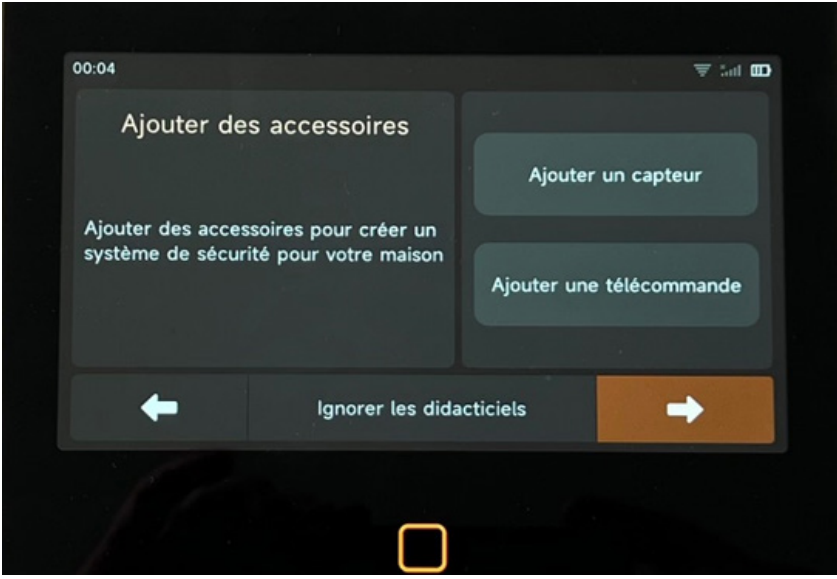 00:04
Ajouter des accessoires
Ajouter des accessoires pour créer un
système de sécurité pour votre maison
Ajouter un capteur
Ajouter une télécommande
Ignorer les didacticiels